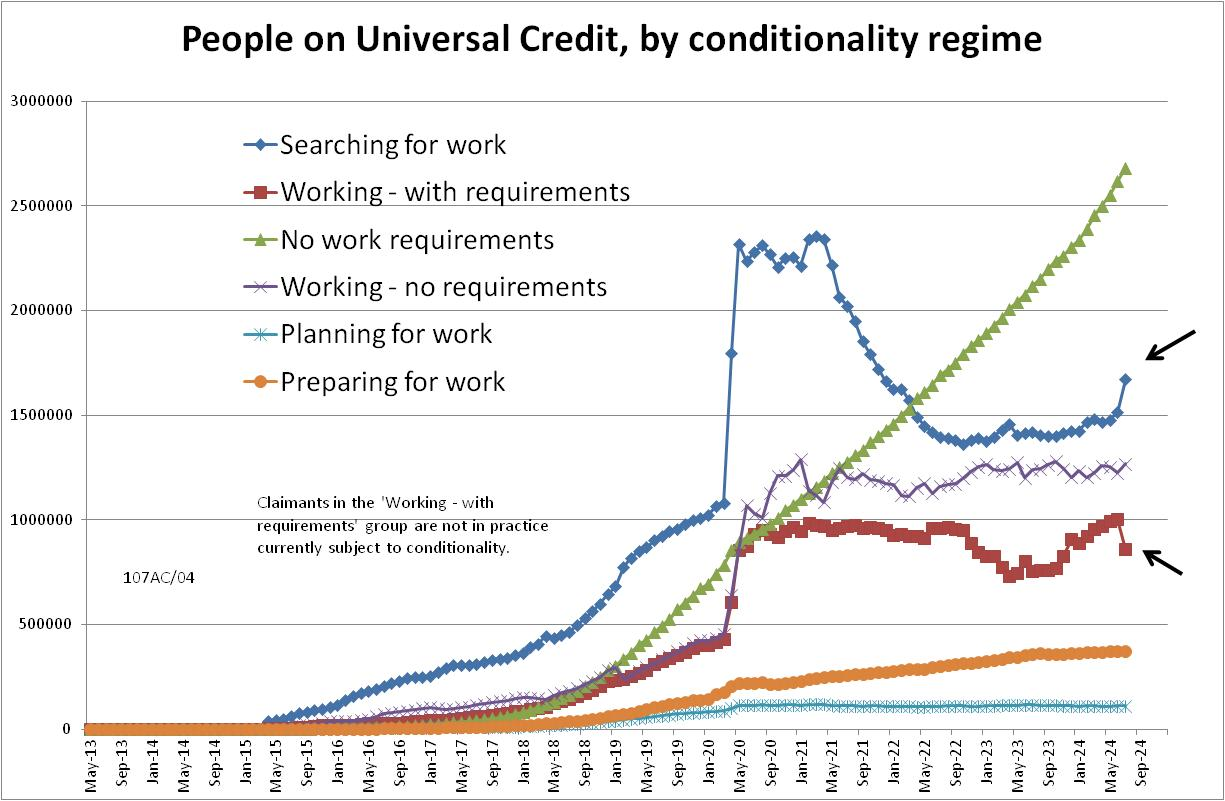 People on Universal Credit, by conditionality regime
3000000
2500000
2000000
1500000
1000000
500000
0
Searching for work
Working - with requirements
No work requirements
Working - no requirements
Planning for work
Preparing for work
Claimants in the 'Working - with
requirements' group are not in practice
currently subject to conditionality.
107AC/04
May-13
Sep-13
Jan-14
May-14
Sep-14
Jan-15
May-15
Sep-15
Jan-16
May-16
Sep-16
Jan-17
May-17
Sep-17
Jan-18
May-18
Sep-18
Jan-19
May-19
Sep-19
Jan-20
May-20
Sep-20
Jan-21
May-21
Sep-21
Jan-22
May-22
Sep-22
Jan-23
May-23
Sep-23
Jan-24
May-24
Sep-24